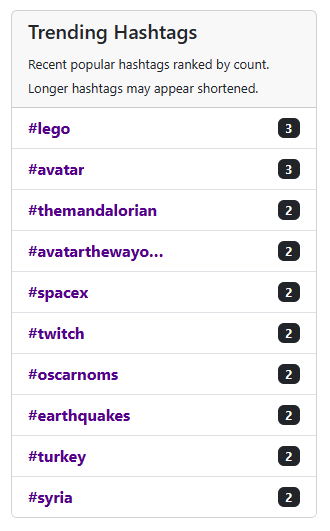 Trending Hashtags
Recent popular hashtags ranked by count.
Longer hashtags may appear shortened.
#lego 3
#avatar 3
#themandalorian 2
#avatarthewayo... 2
#spacex 2
#twitch 2
#oscarnoms 2
#earthquakes 2
#turkey 2
#syria 2